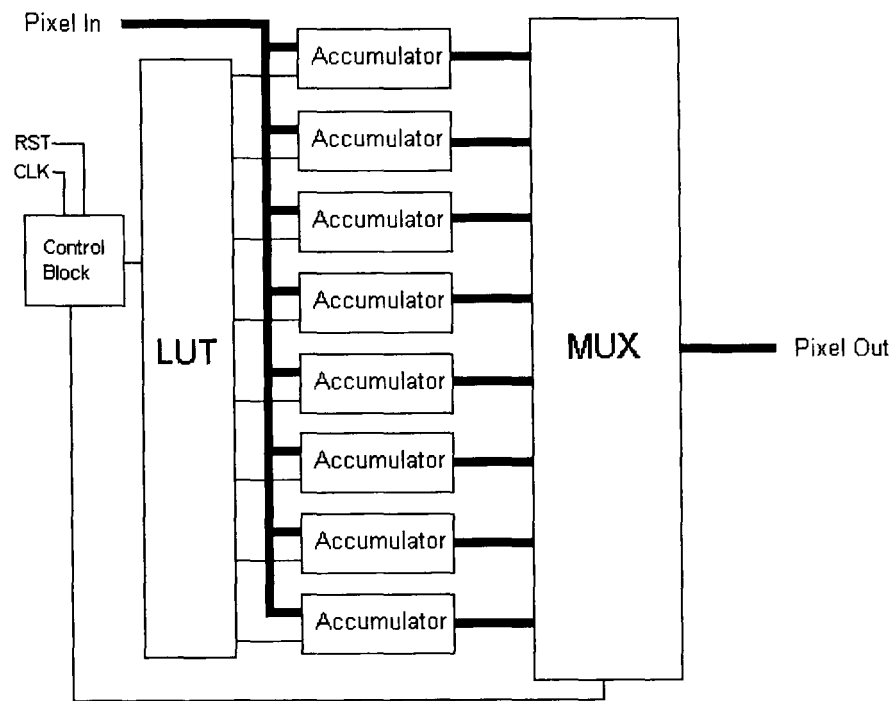 Pixel In
Accumulator
Accumulator
RST
CLK
Accumulator
Control
Block
Accumulator
LUT
MUX
Pixel Out
Accumulator
Accumulator
Accumulator
Accumulator